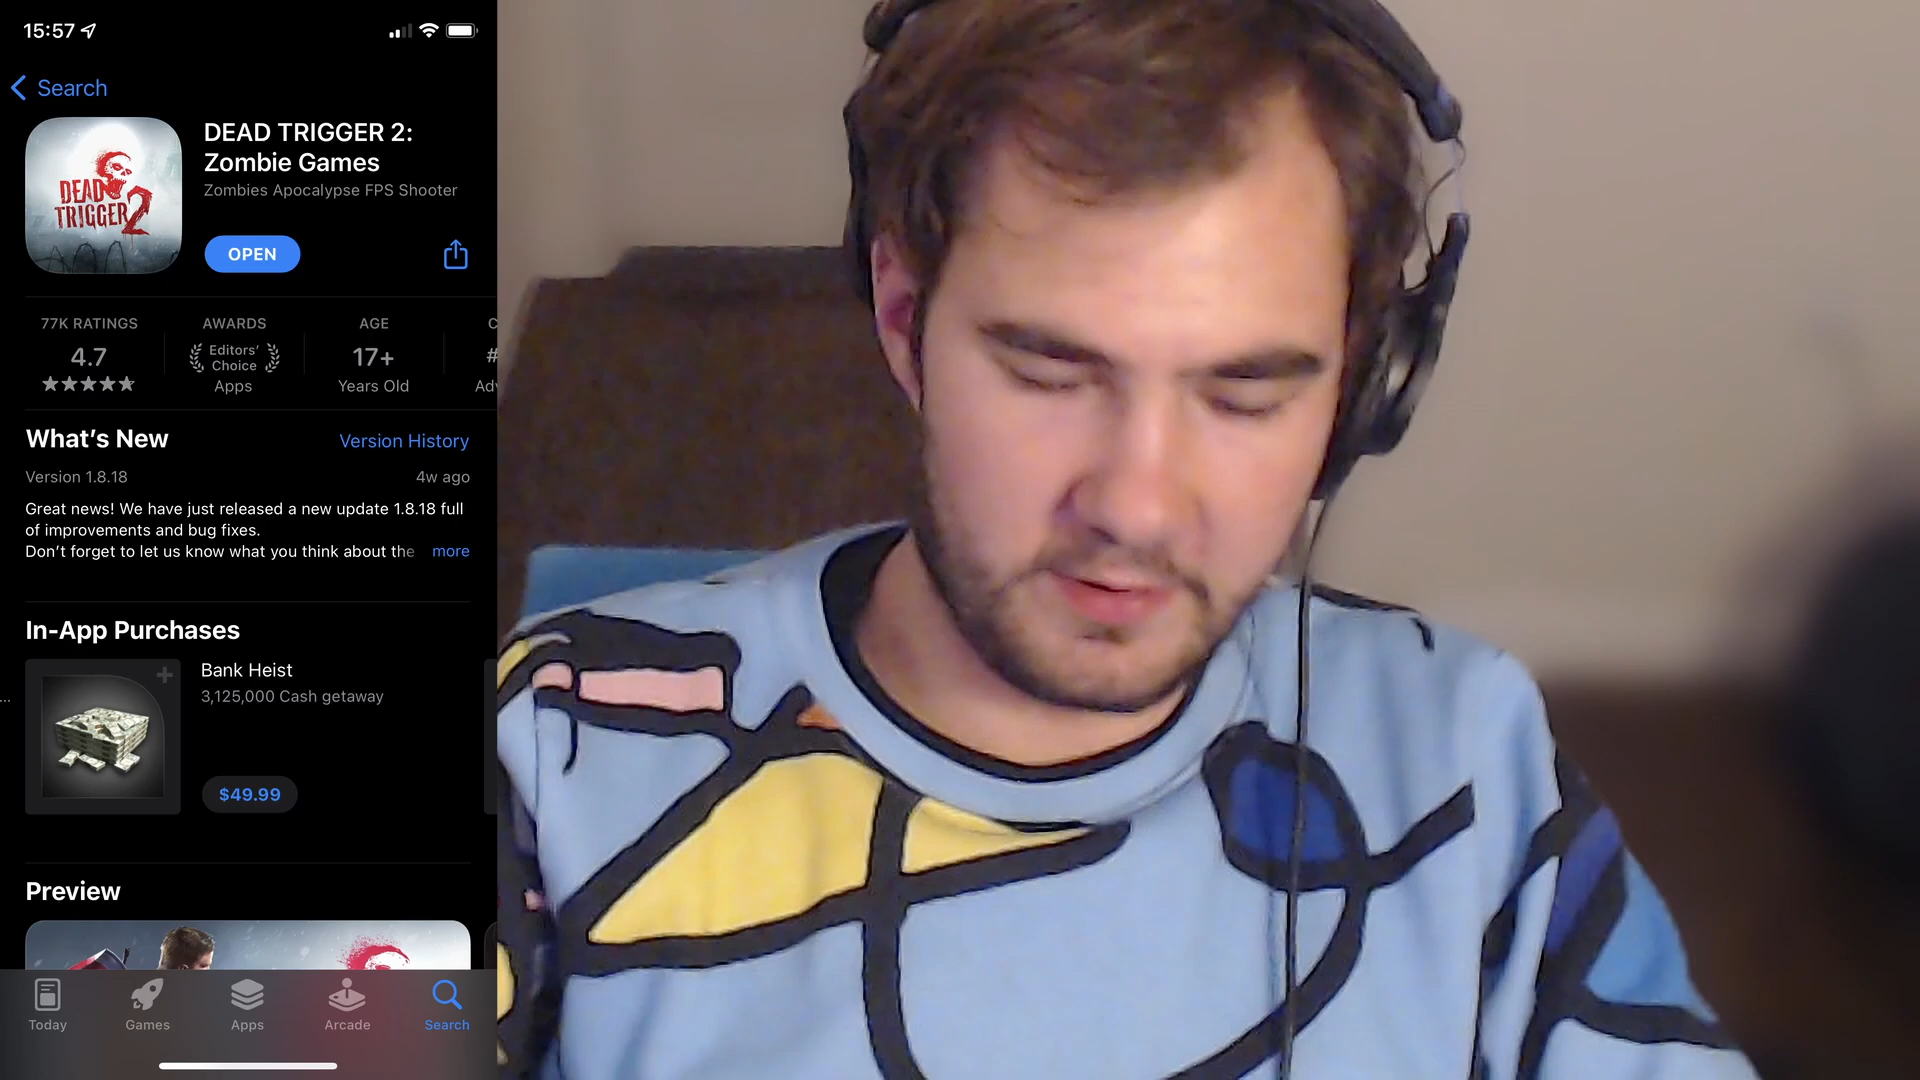 15:57
Search
DEAD TRIGGER 2:
Zombie Games
Zombies Apocalypse FPS Shooter
DEAD
TRIGGER 2
OPEN
77K RATINGS
4.7
AWARDS
Editors'
Choice
Apps
AGE
17+
Years Old
C
#
Adv
What's New
Version History
Version 1.8.18
4w ago
Great news! We have just released a new update 1.8.18 full
of improvements and bug fixes.
Don't forget to let us know what you think about the
more
In-App Purchases
...
Bank Heist
3,125,000 Cash getaway
$49.99
Preview
Today
Games
Apps
Arcade
Search